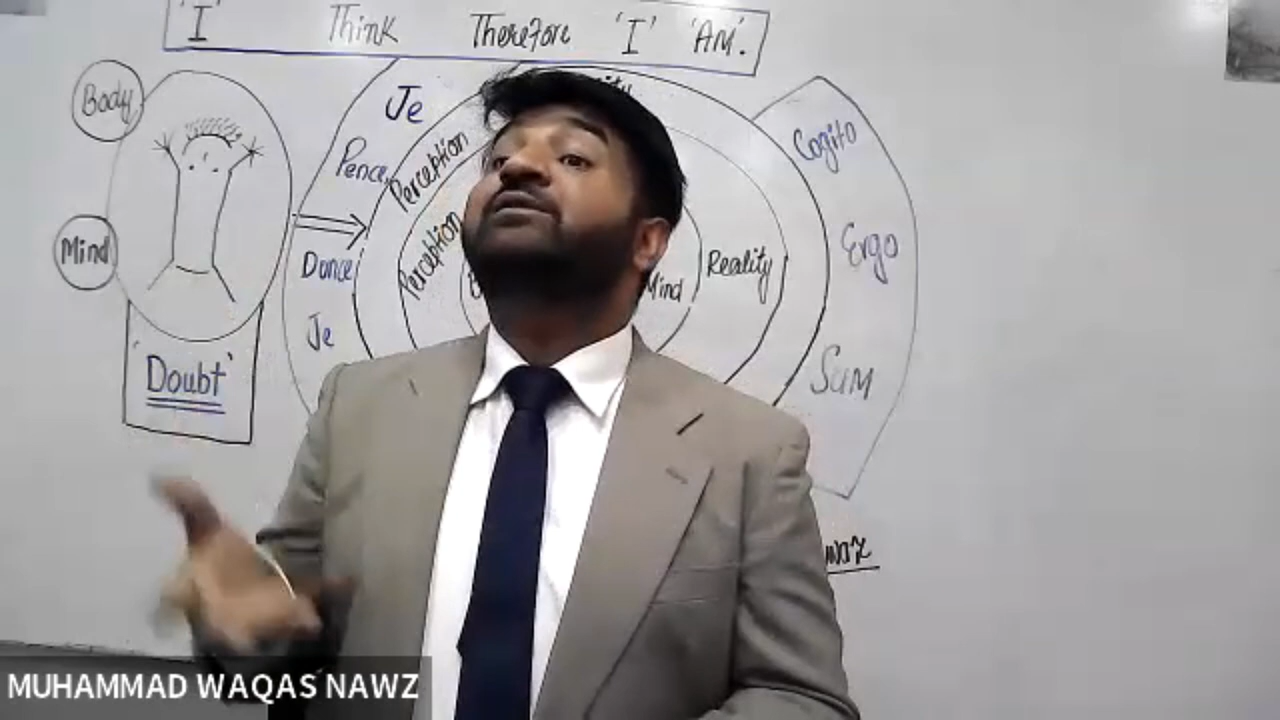 'I' Think Therefore 'I' 'AM'.
Body
Mind
'Doubt'
Je
Pence,
Donce
Je
Perception
Perception
Mind
Reality
Cogito
Ergo
Sum
MUHAMMAD WAQAS NAWZ